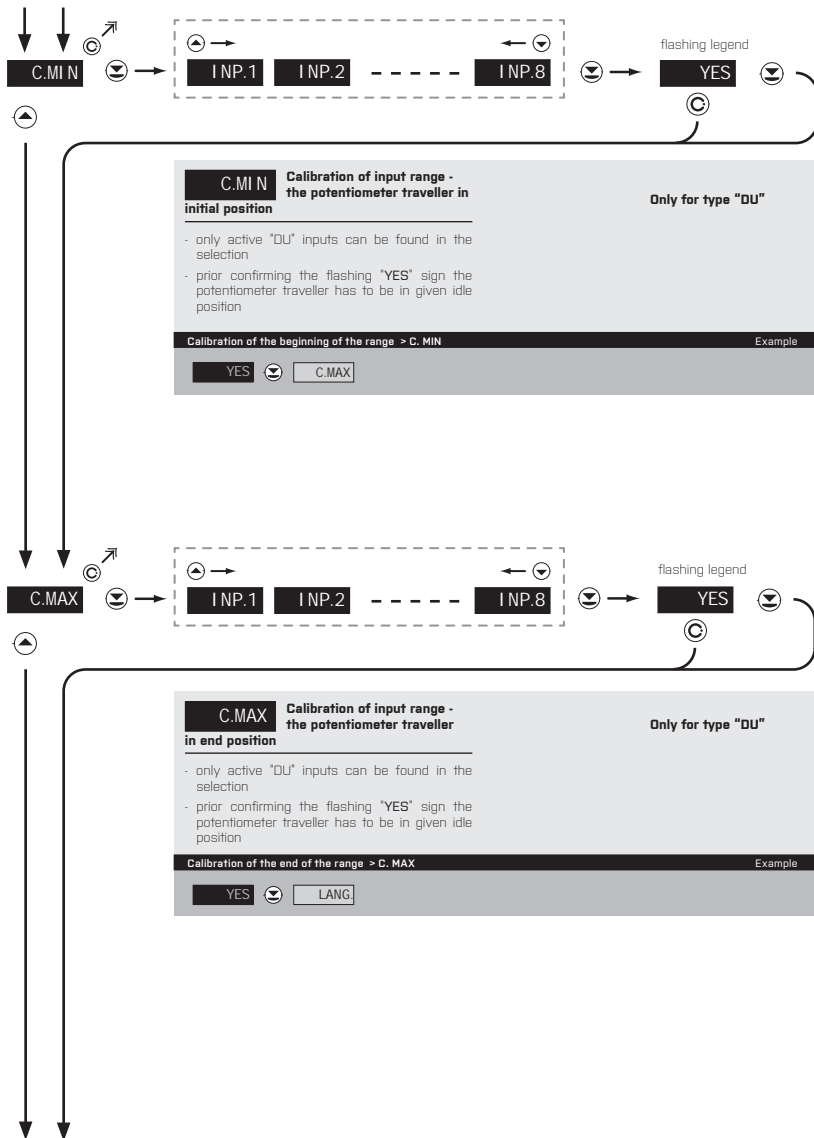 flashing legend
C.MIN INP.1 INP.2 INP.8 YES
C.MIN Calibration of input range -
the potentiometer traveller in
initial position
Only for type "DU"
- only active "DU" inputs can be found in the
selection
- prior confirming the flashing "YES" sign the
potentiometer traveller has to be in given idle
position
Calibration of the beginning of the range > C. MIN Example
YES C.MAX
flashing legend
C.MAX INP.1 INP.2 INP.8 YES
C.MAX Calibration of input range -
the potentiometer traveller
in end position
Only for type "DU"
- only active "DU" inputs can be found in the
selection
- prior confirming the flashing "YES" sign the
potentiometer traveller has to be in given idle
position
Calibration of the end of the range > C. MAX Example
YES LANG.